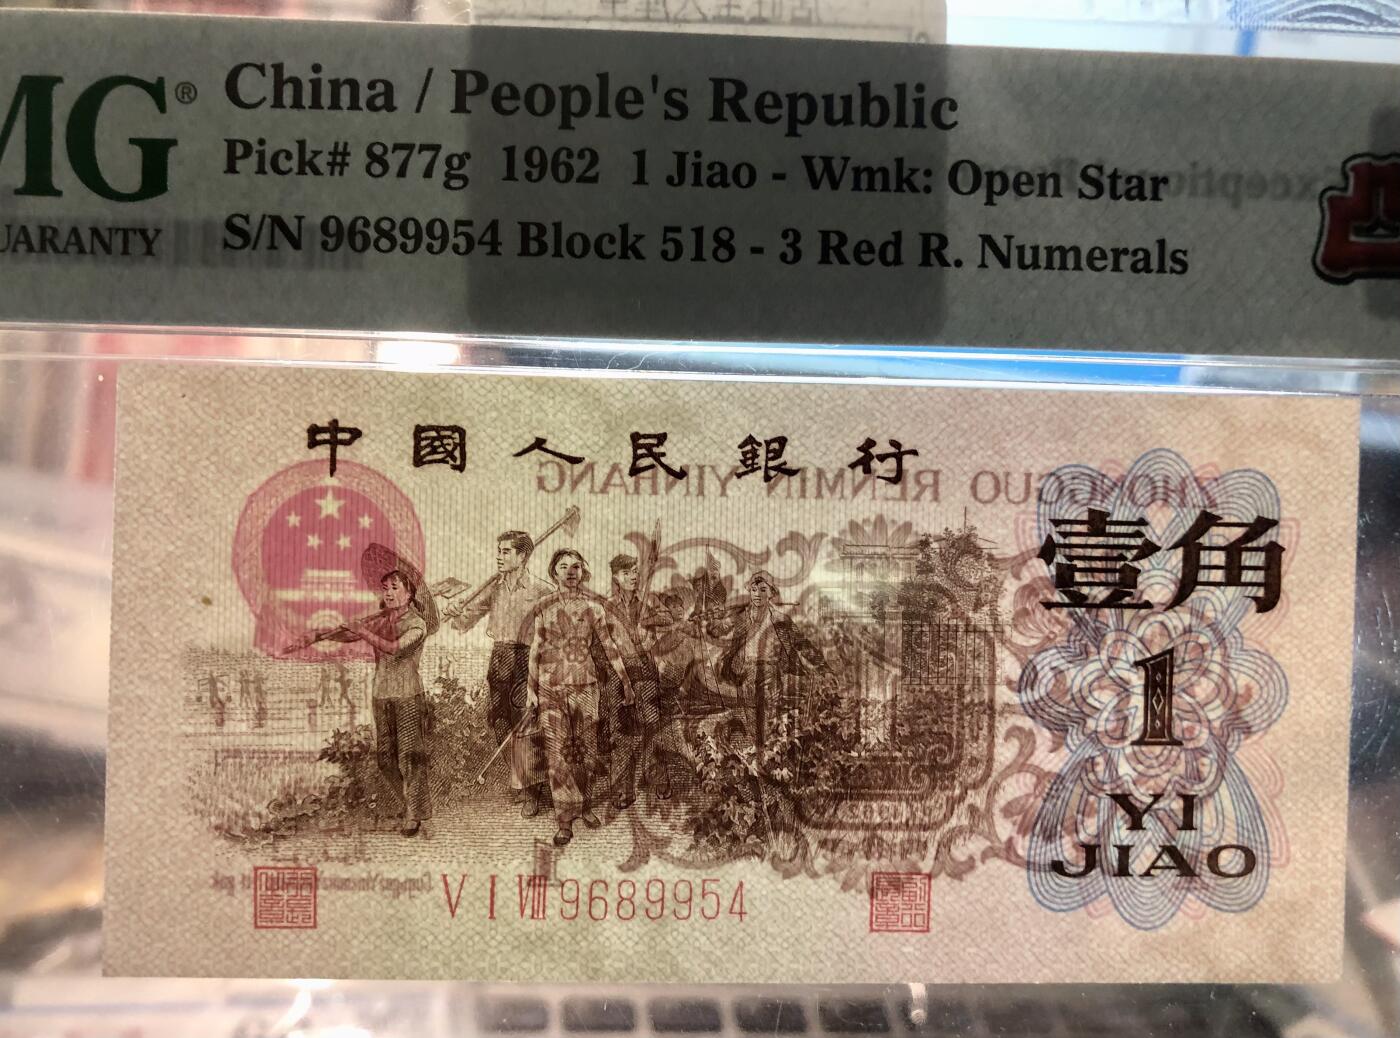 MG®
China / People's Republic
Pick# 877g 1962 1 Jiao - Wmk: Open Star
UARANTY
S/N 9689954 Block 518 - 3 Red R. Numerals
中國人民銀行
ZHONGGUO RENMIN YINHANG
壹角
1
YI
JIAO
V I VIII 9689954